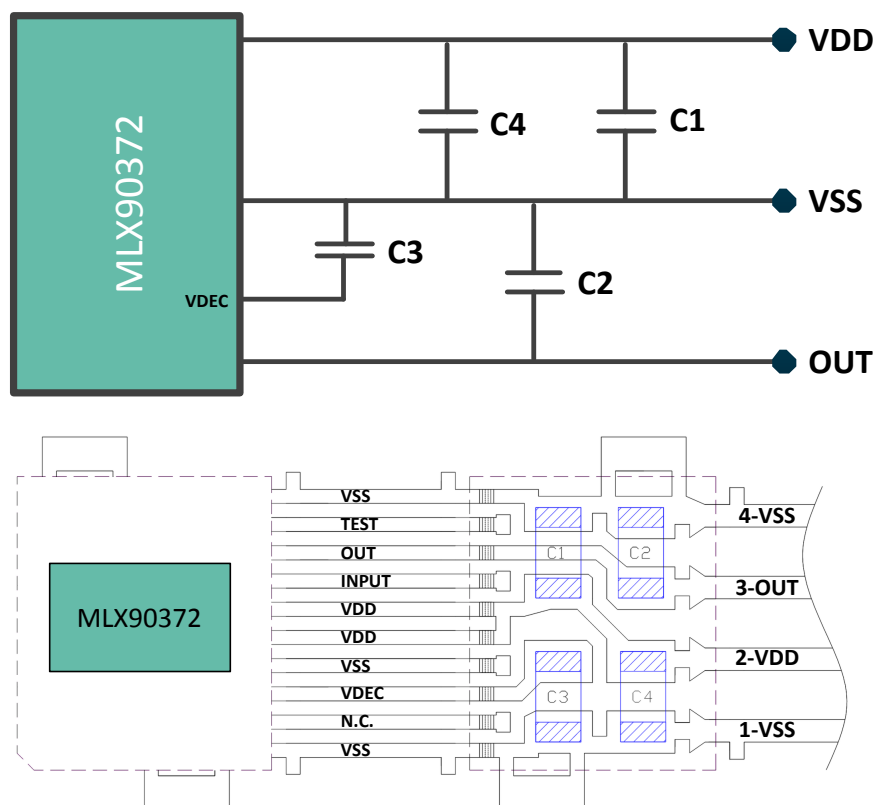 VDD
C4
C1
MLX90372
VSS
C3
C2
VDEC
OUT
VSS
4-VSS
TEST
OUT
C1
C2
INPUT
3-OUT
MLX90372
VDD
VDD
2-VDD
VSS
VDEC
C3
C4
N.C.
1-VSS
VSS